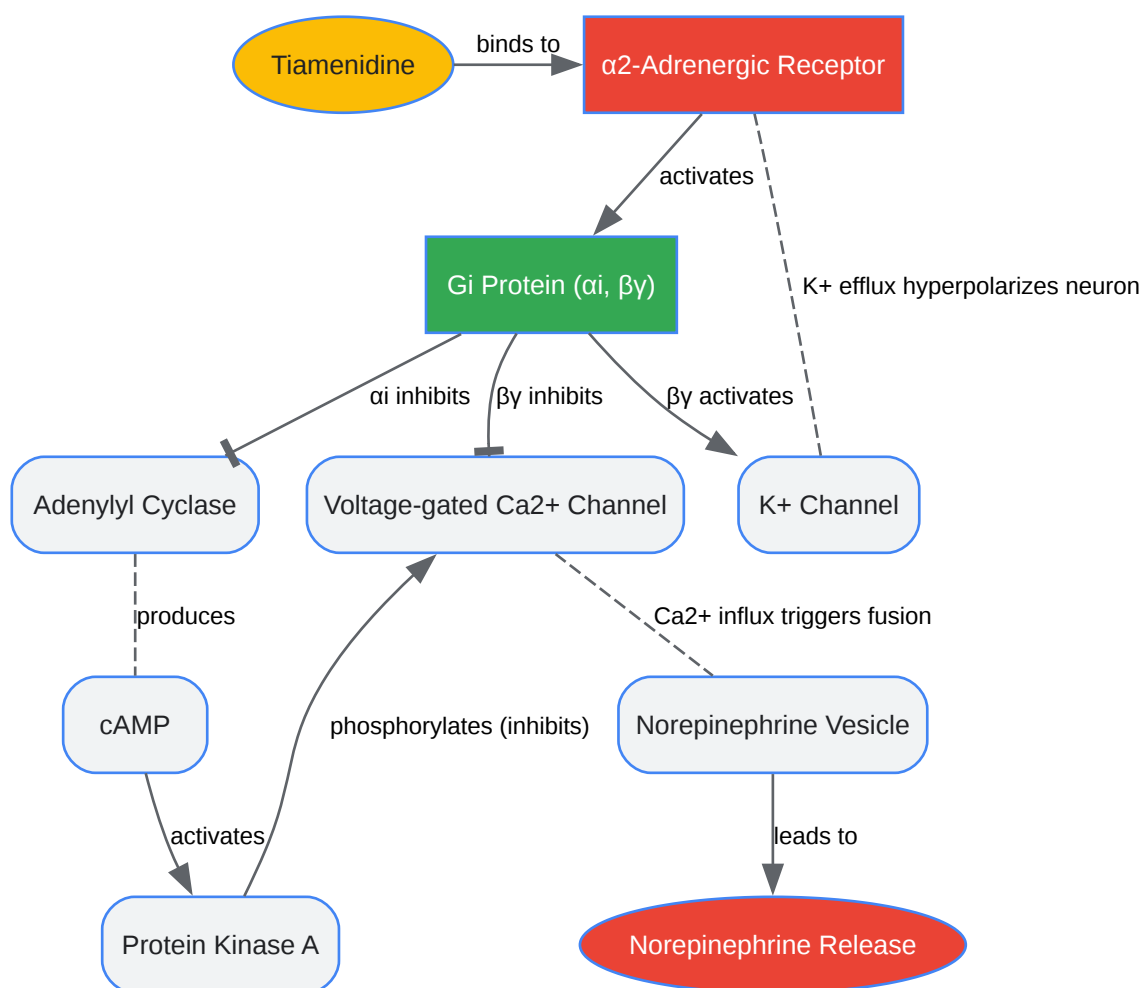 Tiamenidine
binds to
α2-Adrenergic Receptor
activates
Gi Protein (αi, βγ)
K+ efflux hyperpolarizes neuron
αi inhibits
βγ inhibits
βγ activates
Adenylyl Cyclase
Voltage-gated Ca2+ Channel
K+ Channel
produces
Ca2+ influx triggers fusion
cAMP
phosphorylates (inhibits)
Norepinephrine Vesicle
activates
leads to
Protein Kinase A
Norepinephrine Release